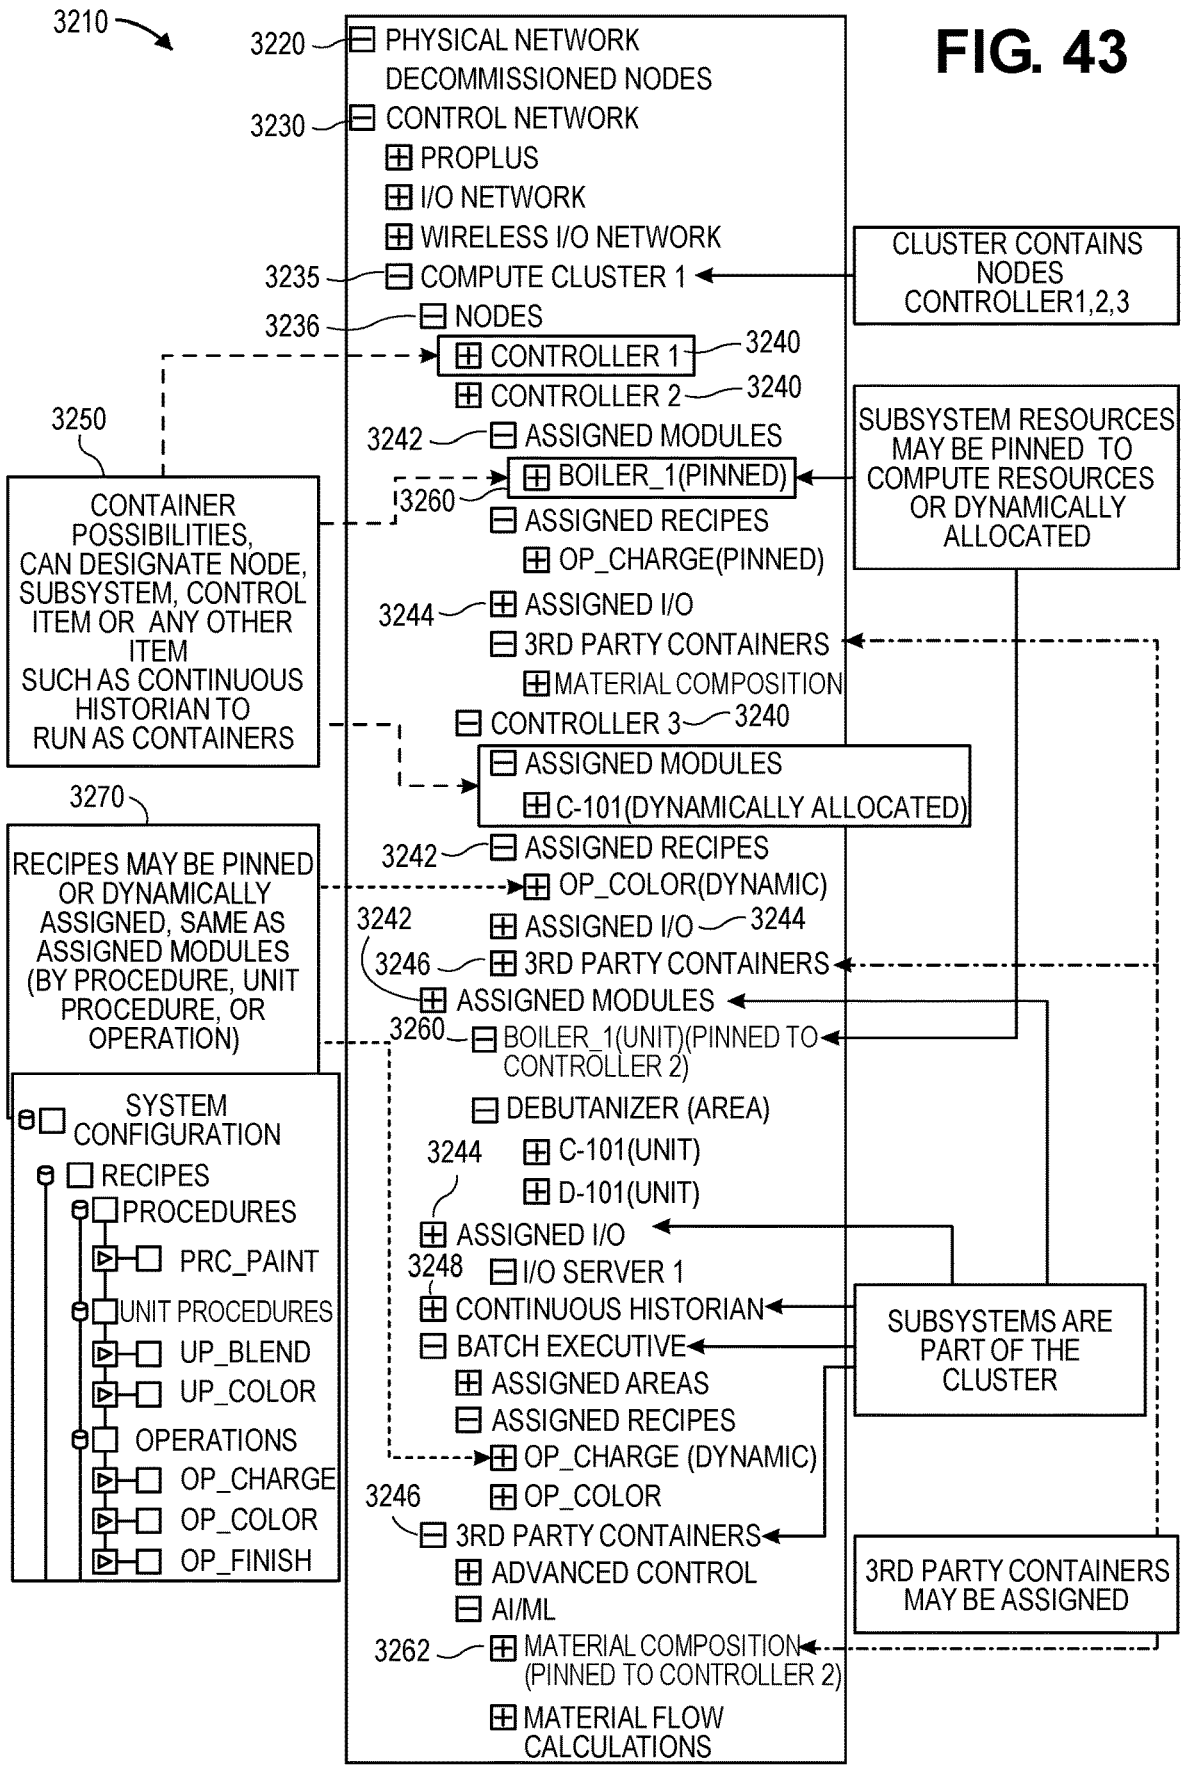 3210
FIG. 43
3220
PHYSICAL NETWORK
DECOMMISSIONED NODES
3230
CONTROL NETWORK
PROPLUS
I/O NETWORK
WIRELESS I/O NETWORK
3235
COMPUTE CLUSTER 1
3236
NODES
CONTROLLER 1
3240
CONTROLLER 2
3240
3242
ASSIGNED MODULES
BOILER_1(PINNED)
3260
ASSIGNED RECIPES
OP_CHARGE(PINNED)
3244
ASSIGNED I/O
3RD PARTY CONTAINERS
MATERIAL COMPOSITION
CONTROLLER 3
3240
ASSIGNED MODULES
C-101(DYNAMICALLY ALLOCATED)
3242
ASSIGNED RECIPES
OP_COLOR(DYNAMIC)
3242
ASSIGNED I/O
3244
3246
3RD PARTY CONTAINERS
ASSIGNED MODULES
3260
BOILER_1(UNIT)(PINNED TO
CONTROLLER 2)
DEBUTANIZER (AREA)
C-101(UNIT)
D-101(UNIT)
3244
ASSIGNED I/O
I/O SERVER 1
3248
CONTINUOUS HISTORIAN
BATCH EXECUTIVE
ASSIGNED AREAS
ASSIGNED RECIPES
OP_CHARGE (DYNAMIC)
OP_COLOR
3246
3RD PARTY CONTAINERS
ADVANCED CONTROL
AI/ML
3262
MATERIAL COMPOSITION
(PINNED TO CONTROLLER 2)
MATERIAL FLOW
CALCULATIONS
3250
CONTAINER
POSSIBILITIES,
CAN DESIGNATE NODE,
SUBSYSTEM, CONTROL
ITEM OR ANY OTHER
ITEM
SUCH AS CONTINUOUS
HISTORIAN TO
RUN AS CONTAINERS
3270
RECIPES MAY BE PINNED
OR DYNAMICALLY
ASSIGNED, SAME AS
ASSIGNED MODULES
(BY PROCEDURE, UNIT
PROCEDURE, OR
OPERATION)
SYSTEM
CONFIGURATION
RECIPES
PROCEDURES
PRC_PAINT
UNIT PROCEDURES
UP_BLEND
UP_COLOR
OPERATIONS
OP_CHARGE
OP_COLOR
OP_FINISH
CLUSTER CONTAINS
NODES
CONTROLLER1,2,3
SUBSYSTEM RESOURCES
MAY BE PINNED TO
COMPUTE RESOURCES
OR DYNAMICALLY
ALLOCATED
SUBSYSTEMS ARE
PART OF THE
CLUSTER
3RD PARTY CONTAINERS
MAY BE ASSIGNED